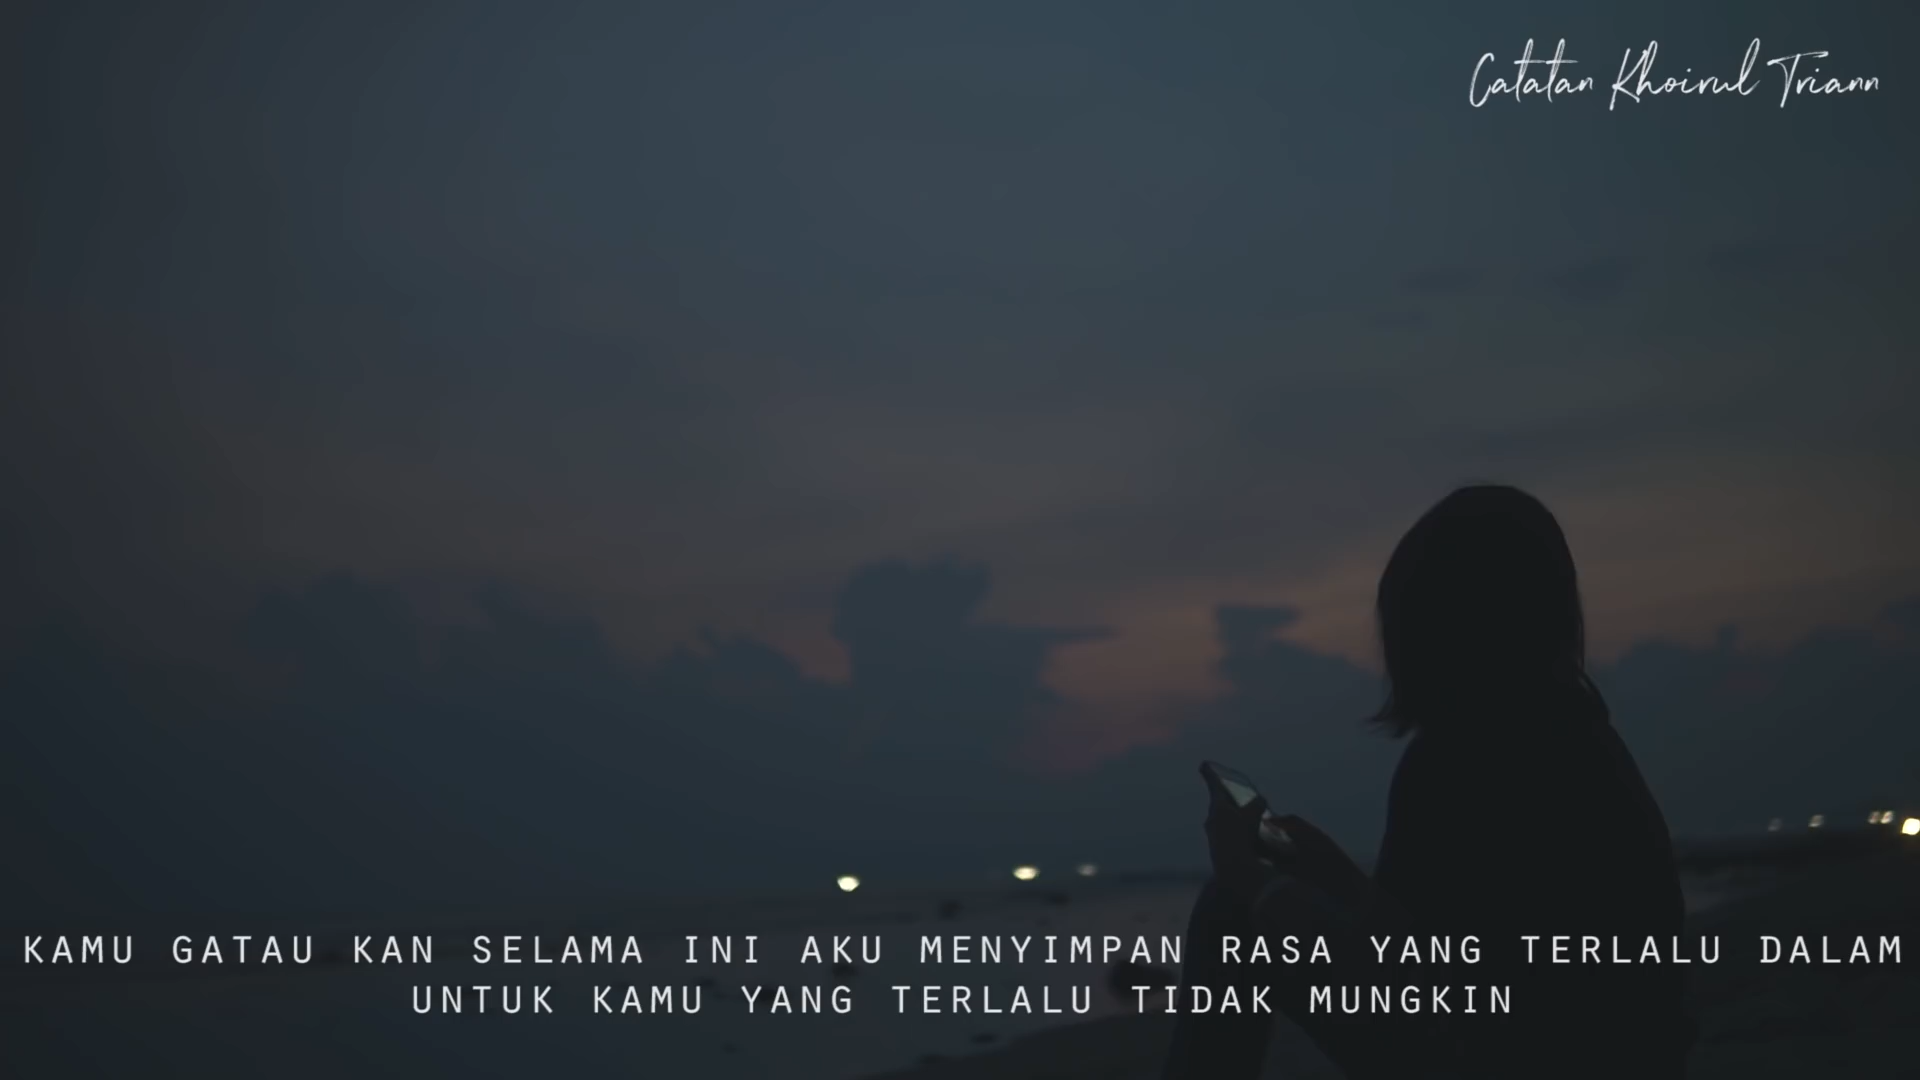 Catatan Khoirul Triann
KAMU GATAU KAN SELAMA INI AKU MENYIMPAN RASA YANG TERLALU DALAM
UNTUK KAMU YANG TERLALU TIDAK MUNGKIN